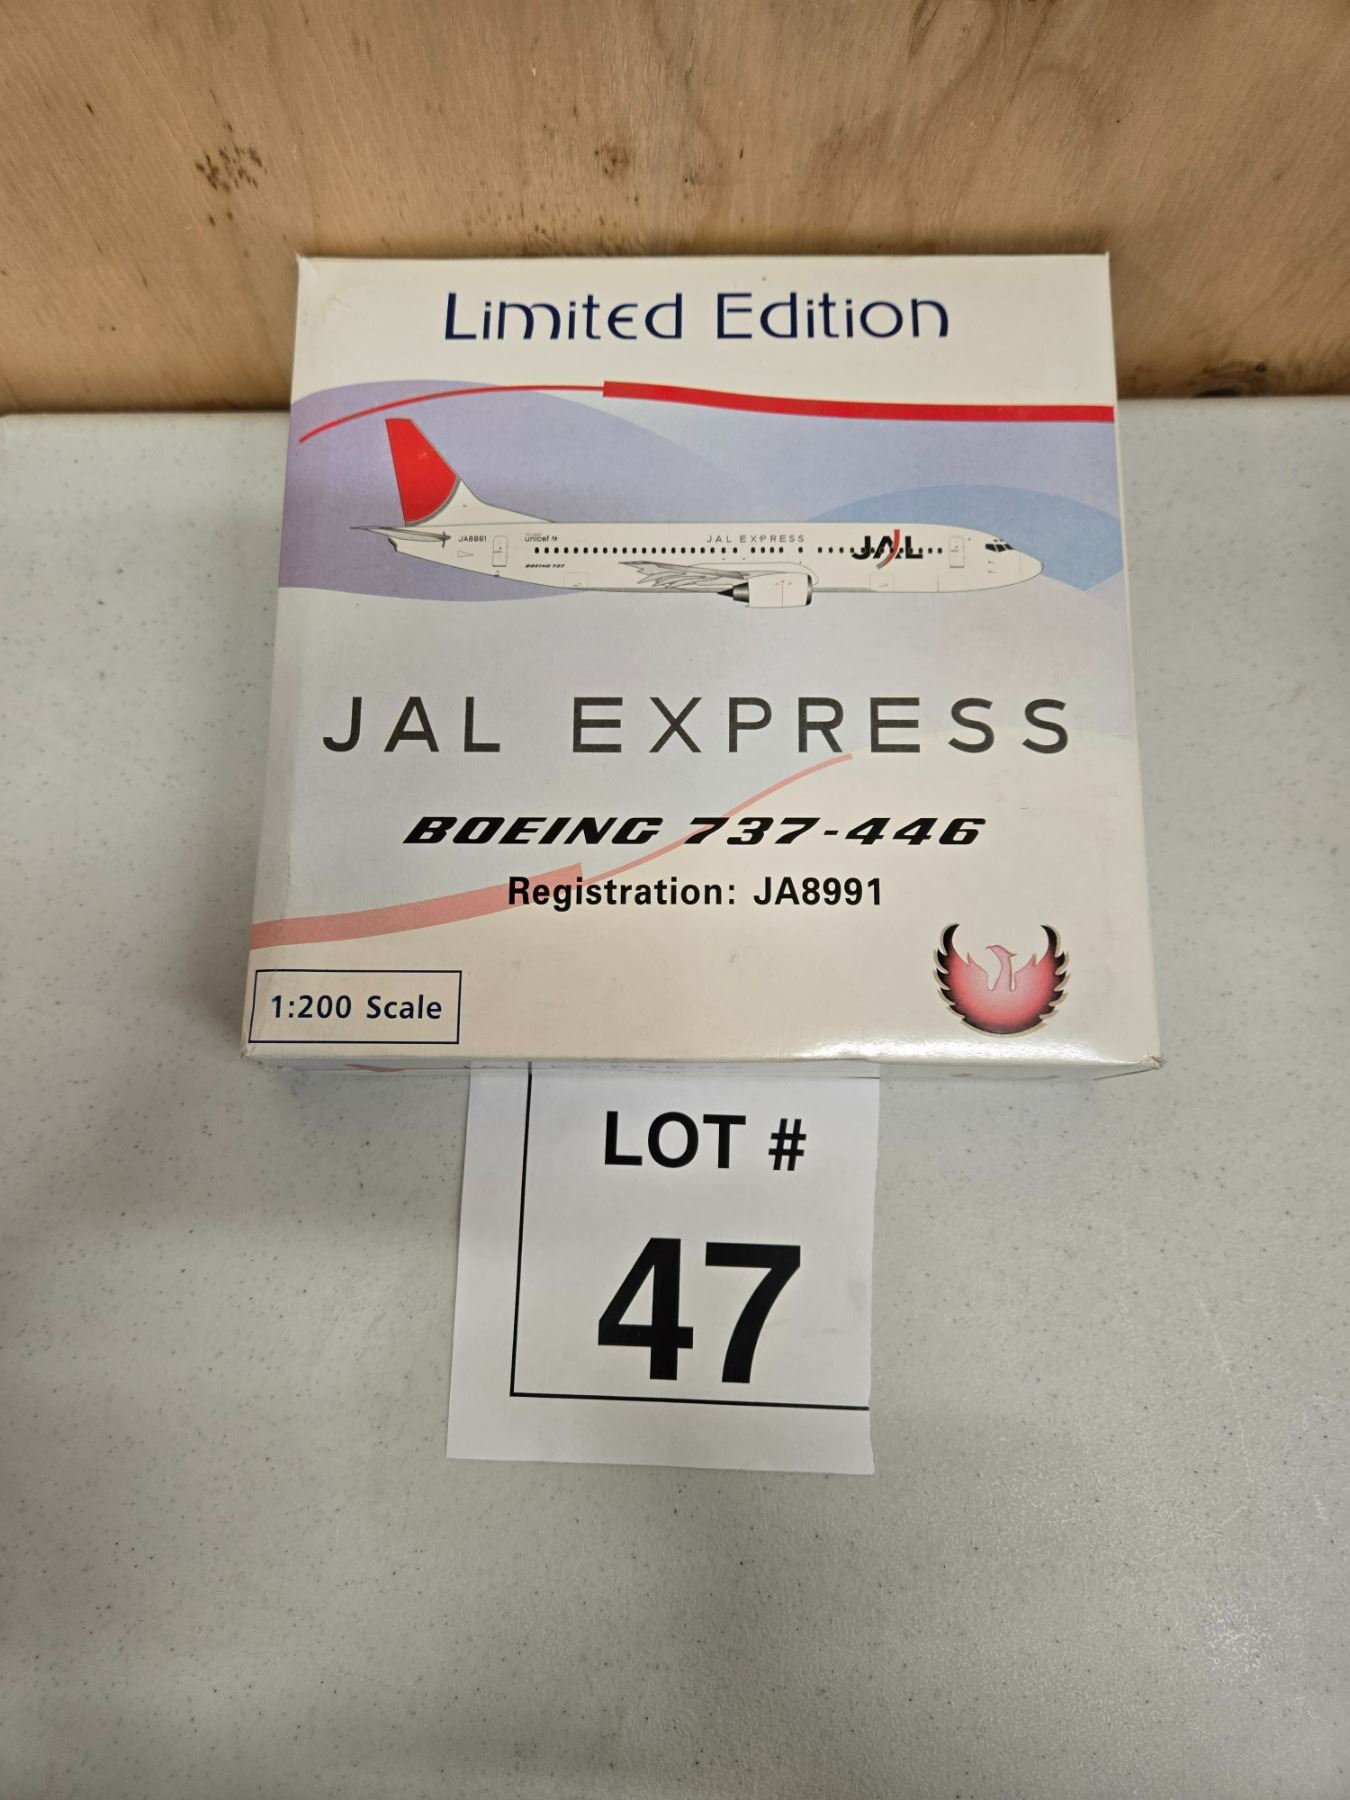 Limited Edition
JA8991
unicef
JAL EXPRESS
JAL
BOEING 737
JAL EXPRESS
BOEING 737-446
Registration: JA8991
1:200 Scale
LOT #
47